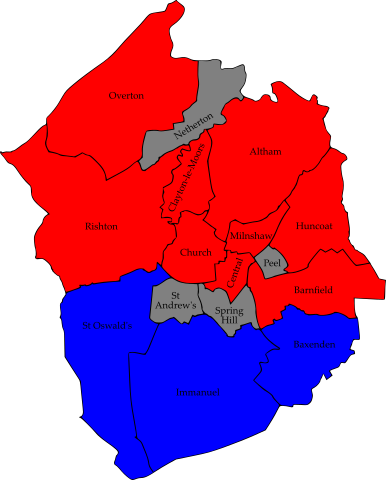 Overton
Netherton
Altham
Clayton-le-Moors
Rishton
Huncoat
Milnshaw
Church
Peel
Central
Barnfield
St
Andrew's
Spring
Hill
St Oswald's
Baxenden
Immanuel